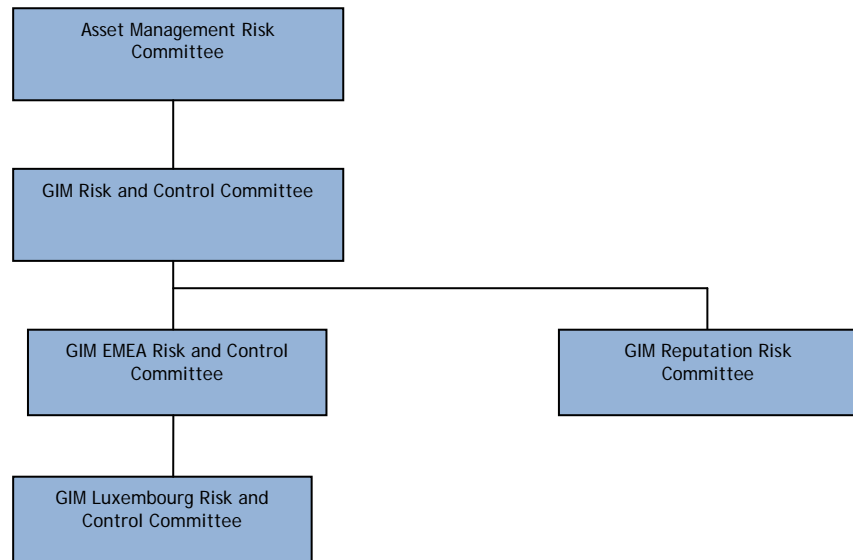 Asset Management Risk
Committee
GIM Risk and Control Committee
GIM EMEA Risk and Control
Committee
GIM Reputation Risk
Committee
GIM Luxembourg Risk and
Control Committee